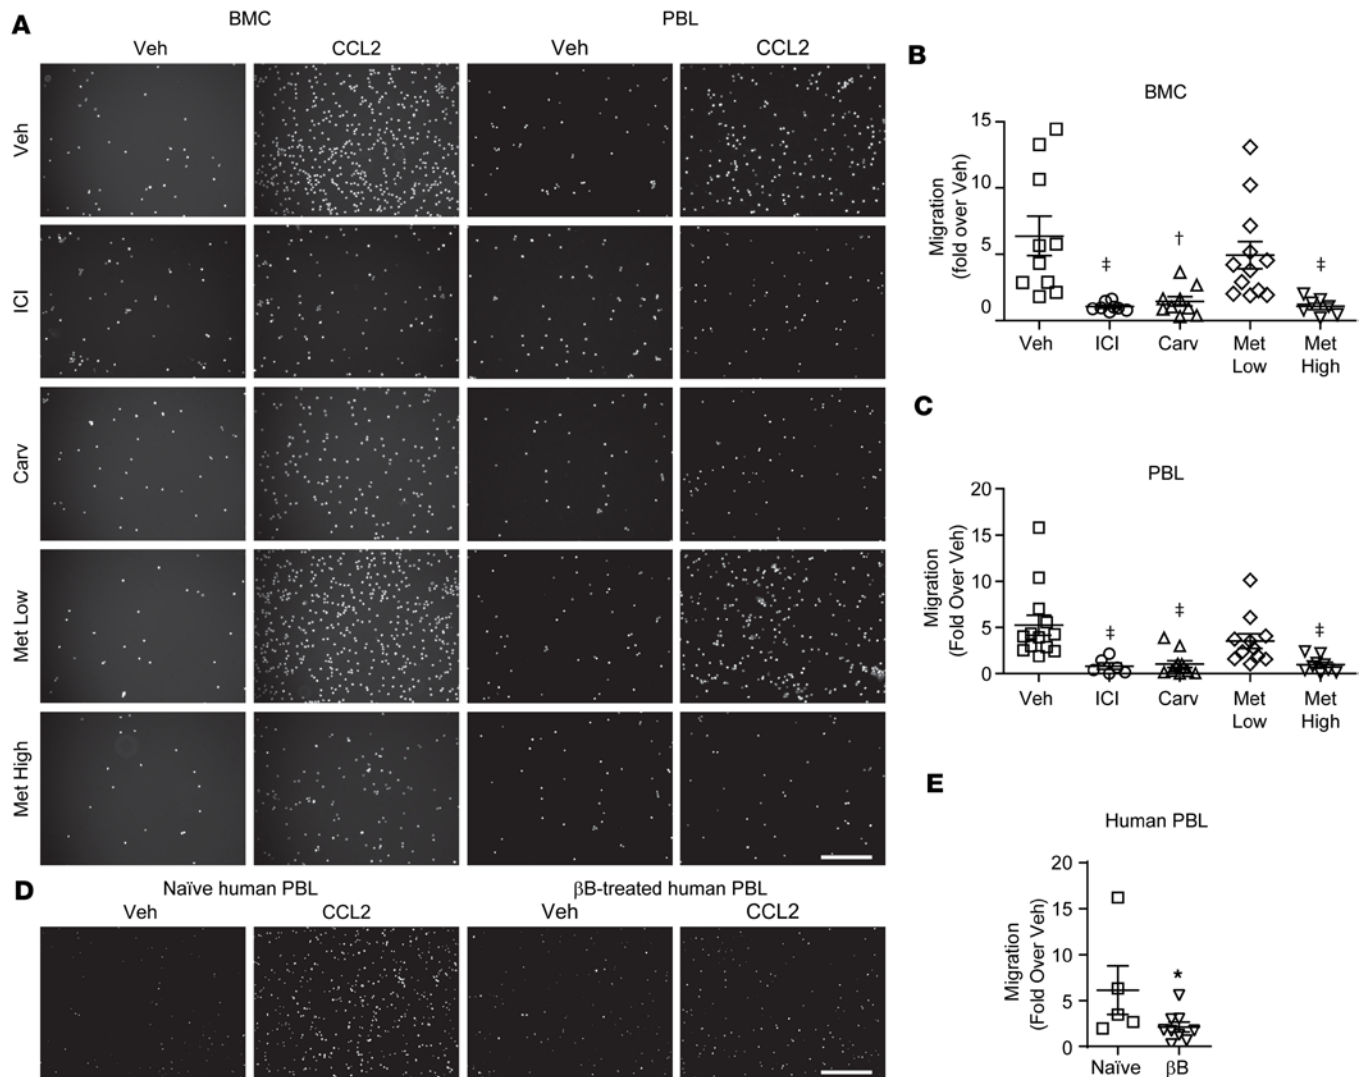 A
BMC
PBL
Veh
CCL2
Veh
CCL2
Veh
ICI
Carv
Met Low
Met High
B
BMC
Migration
(fold over Veh)
15
10
5
0
‡
†
‡
Veh
ICI
Carv
Met
Low
Met
High
C
PBL
Migration
(Fold Over Veh)
20
15
10
5
0
‡
‡
‡
Veh
ICI
Carv
Met
Low
Met
High
D
Naïve human PBL
βB-treated human PBL
Veh
CCL2
Veh
CCL2
E
Human PBL
Migration
(Fold Over Veh)
20
15
10
5
0
*
Naïve
βB